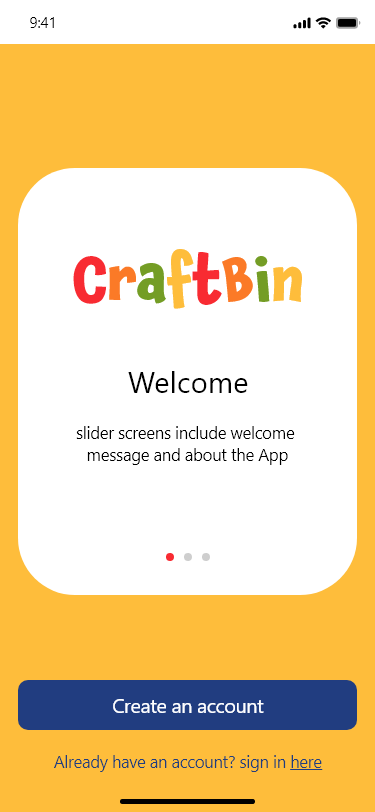 9:41
CraftBin
Welcome
slider screens include welcome
message and about the App
Create an account
Already have an account? sign in here